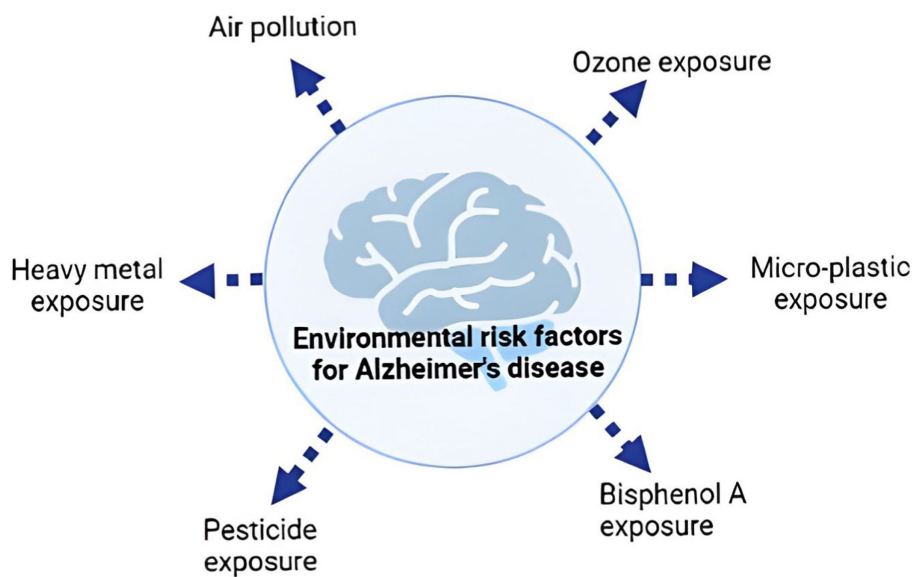 Air pollution
Ozone exposure
Heavy metal
exposure
Micro-plastic
exposure
Environmental risk factors
for Alzheimer's disease
Pesticide
exposure
Bisphenol A
exposure